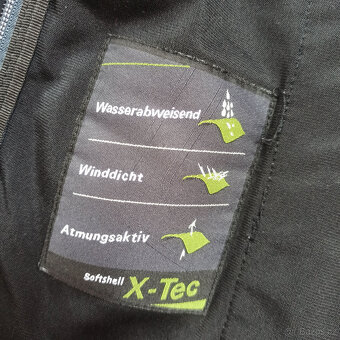 Wasserabweisend
Winddicht
Atmungsaktiv
Softshell X-Tec